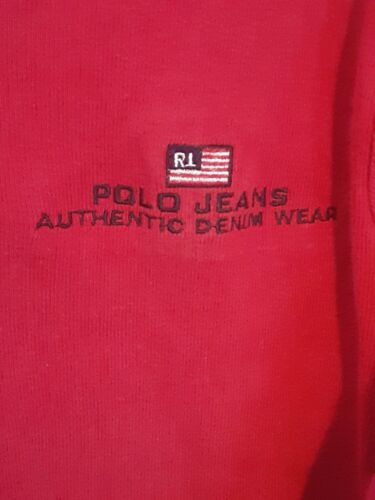 RL
POLO JEANS
AUTHENTIC DENIM WEAR